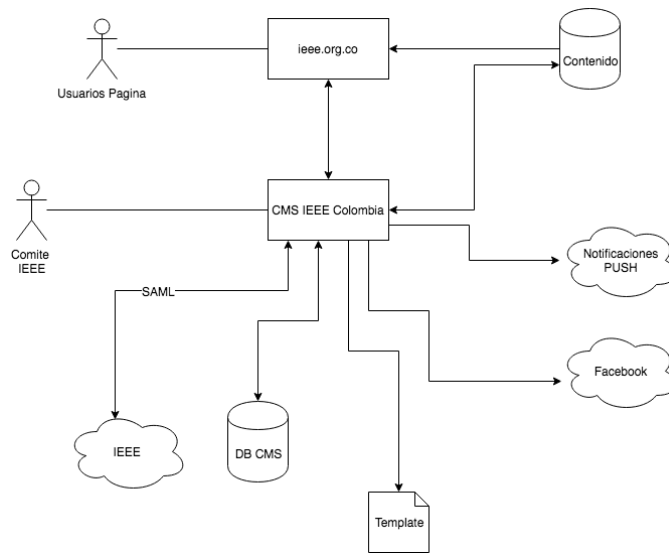 ieee.org.co
Contenido
Usuarios Pagina
CMS IEEE Colombia
Comite
IEEE
Notificaciones
PUSH
SAML
Facebook
IEEE
DB CMS
Template